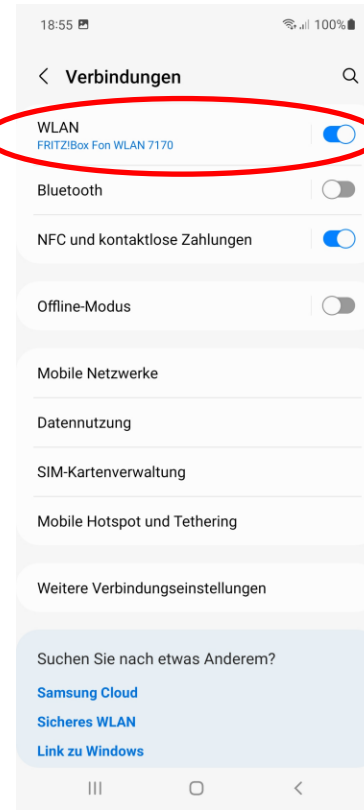 18:55 100%
Verbindungen
WLAN
FRITZ!Box Fon WLAN 7170
Bluetooth
NFC und kontaktlose Zahlungen
Offline-Modus
Mobile Netzwerke
Datennutzung
SIM-Kartenverwaltung
Mobile Hotspot und Tethering
Weitere Verbindungseinstellungen
Suchen Sie nach etwas Anderem?
Samsung Cloud
Sicheres WLAN
Link zu Windows